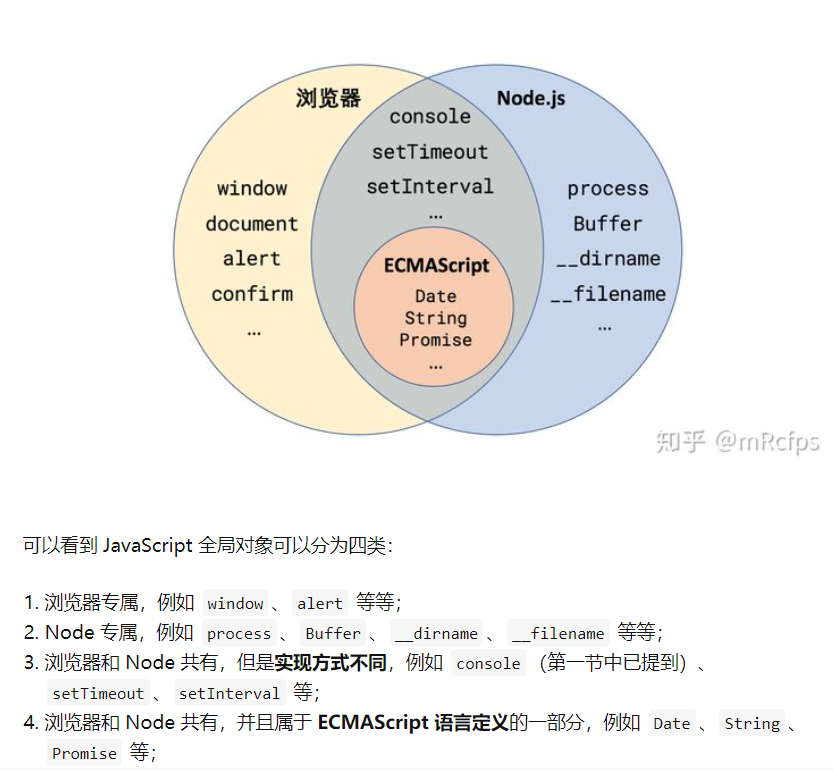 浏览器
Node.js
console
setTimeout
setInterval
...
window
document
alert
confirm
...
process
Buffer
__dirname
__filename
...
ECMAScript
Date
String
Promise
...
知乎 @mRcfps
可以看到 JavaScript 全局对象可以分为四类：
1. 浏览器专属，例如 window 、 alert 等等；
2. Node 专属，例如 process 、 Buffer 、 __dirname 、 __filename 等等；
3. 浏览器和 Node 共有，但是实现方式不同，例如 console （第一节中已提到）、
setTimeout 、 setInterval 等；
4. 浏览器和 Node 共有，并且属于 ECMAScript 语言定义的一部分，例如 Date 、 String 、
Promise 等；